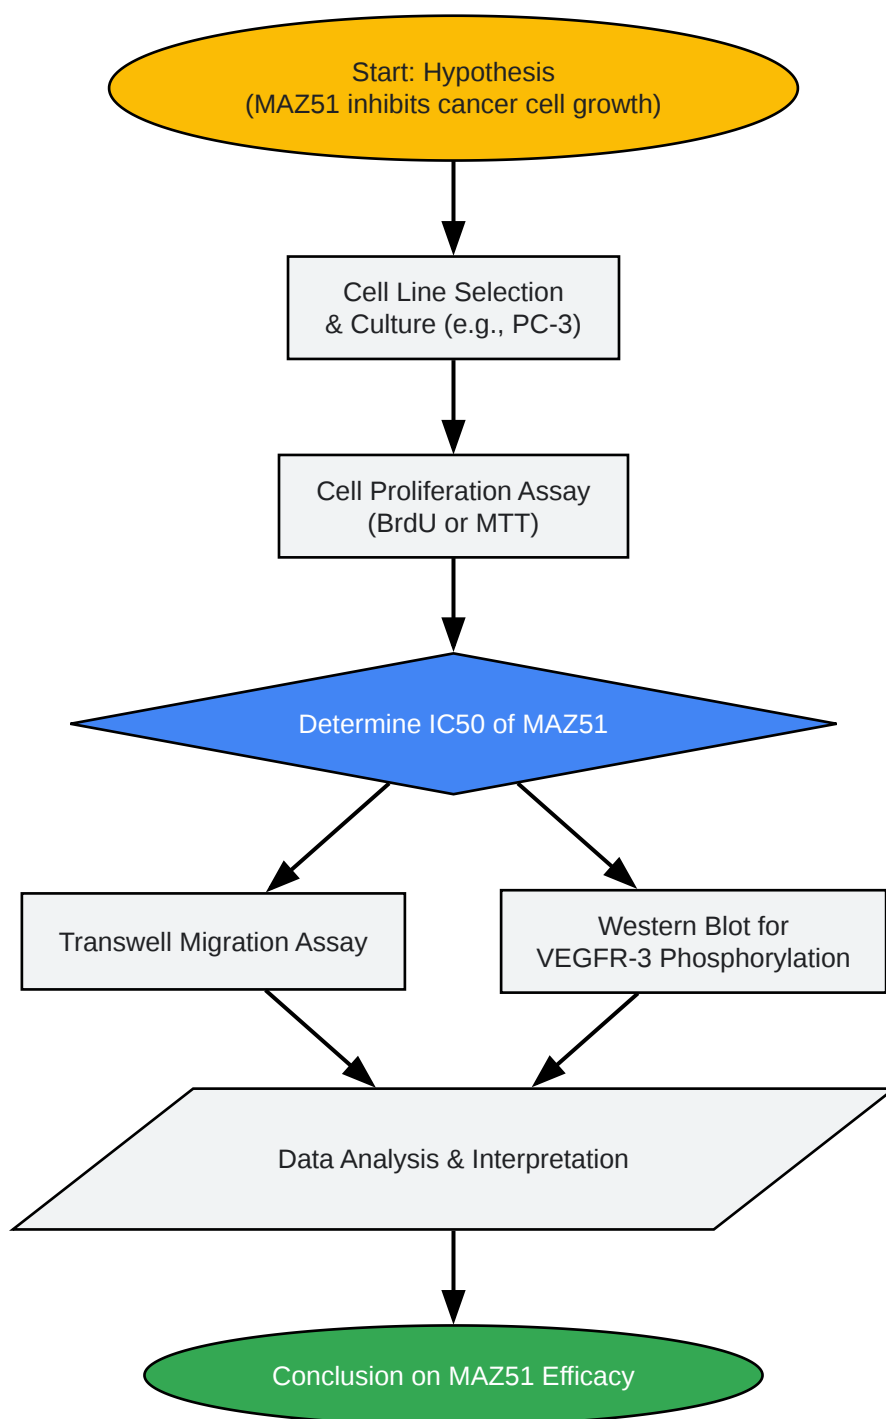 Start: Hypothesis
(MAZ51 inhibits cancer cell growth)
Cell Line Selection
& Culture (e.g., PC-3)
Cell Proliferation Assay
(BrdU or MTT)
Determine IC50 of MAZ51
Transwell Migration Assay
Western Blot for
VEGFR-3 Phosphorylation
Data Analysis & Interpretation
Conclusion on MAZ51 Efficacy